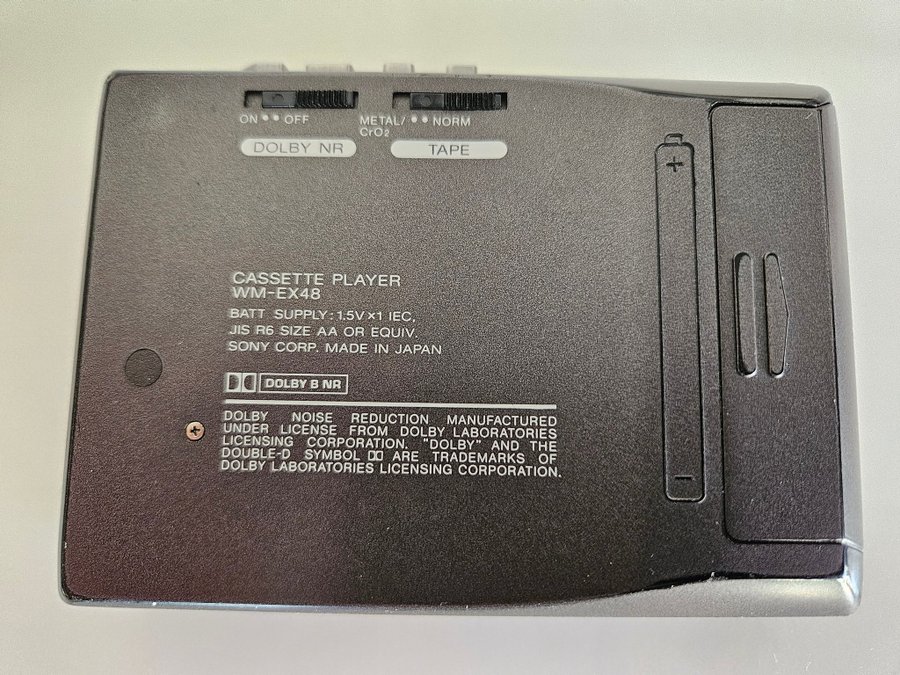 ON •• OFF
METAL/ •• NORM
CrO₂
DOLBY NR
TAPE
+
CASSETTE PLAYER
WM-EX48
BATT SUPPLY: 1.5V×1 IEC,
JIS R6 SIZE AA OR EQUIV.
SONY CORP. MADE IN JAPAN
DOLBY B NR
DOLBY NOISE REDUCTION MANUFACTURED
UNDER LICENSE FROM DOLBY LABORATORIES
LICENSING CORPORATION. "DOLBY" AND THE
DOUBLE-D SYMBOL ARE TRADEMARKS OF
DOLBY LABORATORIES LICENSING CORPORATION.
−